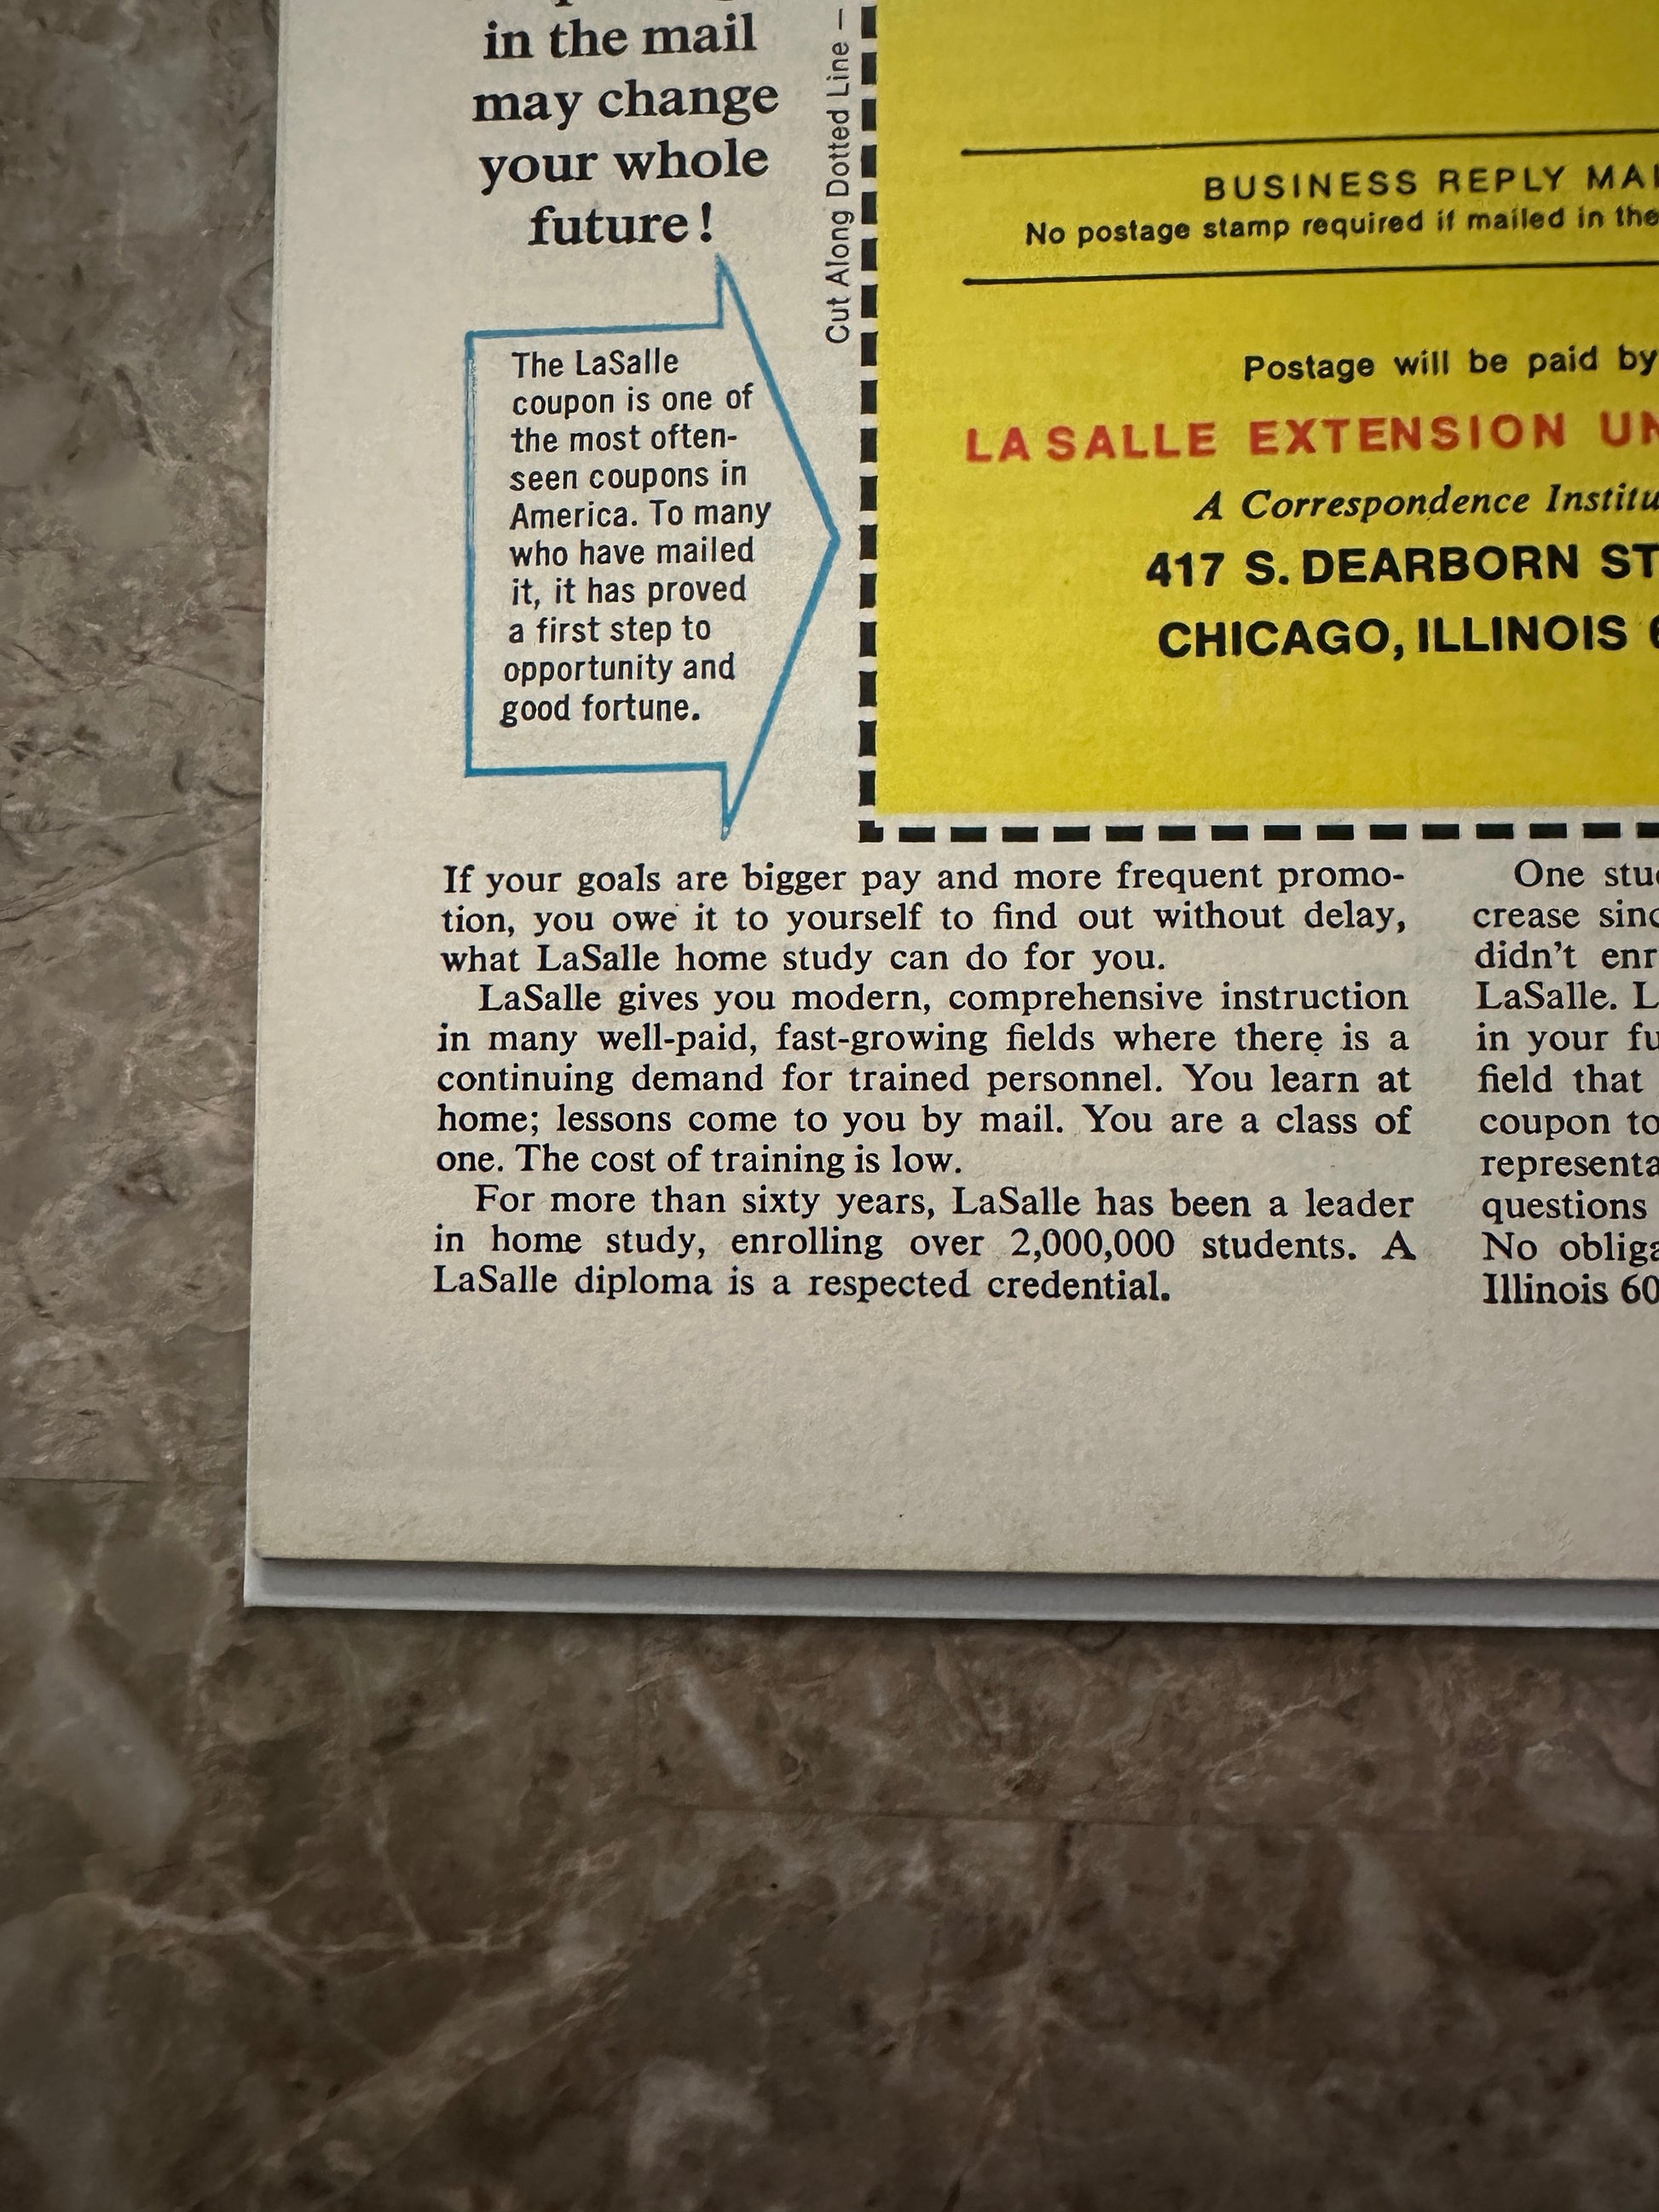 in the mail
may change
your whole
future!
Cut Along Dotted Line —
The LaSalle
coupon is one of
the most often-
seen coupons in
America. To many
who have mailed
it, it has proved
a first step to
opportunity and
good fortune.
BUSINESS REPLY
No postage stamp required if mailed in the
Postage will be paid by
LA SALLE EXTENSION
A Correspondence
417 S. DEARBORN
CHICAGO, ILLINOIS
If your goals are bigger pay and more frequent promo-
tion, you owe it to yourself to find out without delay,
what LaSalle home study can do for you.
LaSalle gives you modern, comprehensive instruction
in many well-paid, fast-growing fields where there is a
continuing demand for trained personnel. You learn at
home; lessons come to you by mail. You are a class of
one. The cost of training is low.
For more than sixty years, LaSalle has been a leader
in home study, enrolling over 2,000,000 students. A
LaSalle diploma is a respected credential.
One
crease
didn't
LaSalle.
in your
field that
coupon to
questions
No
Illinois